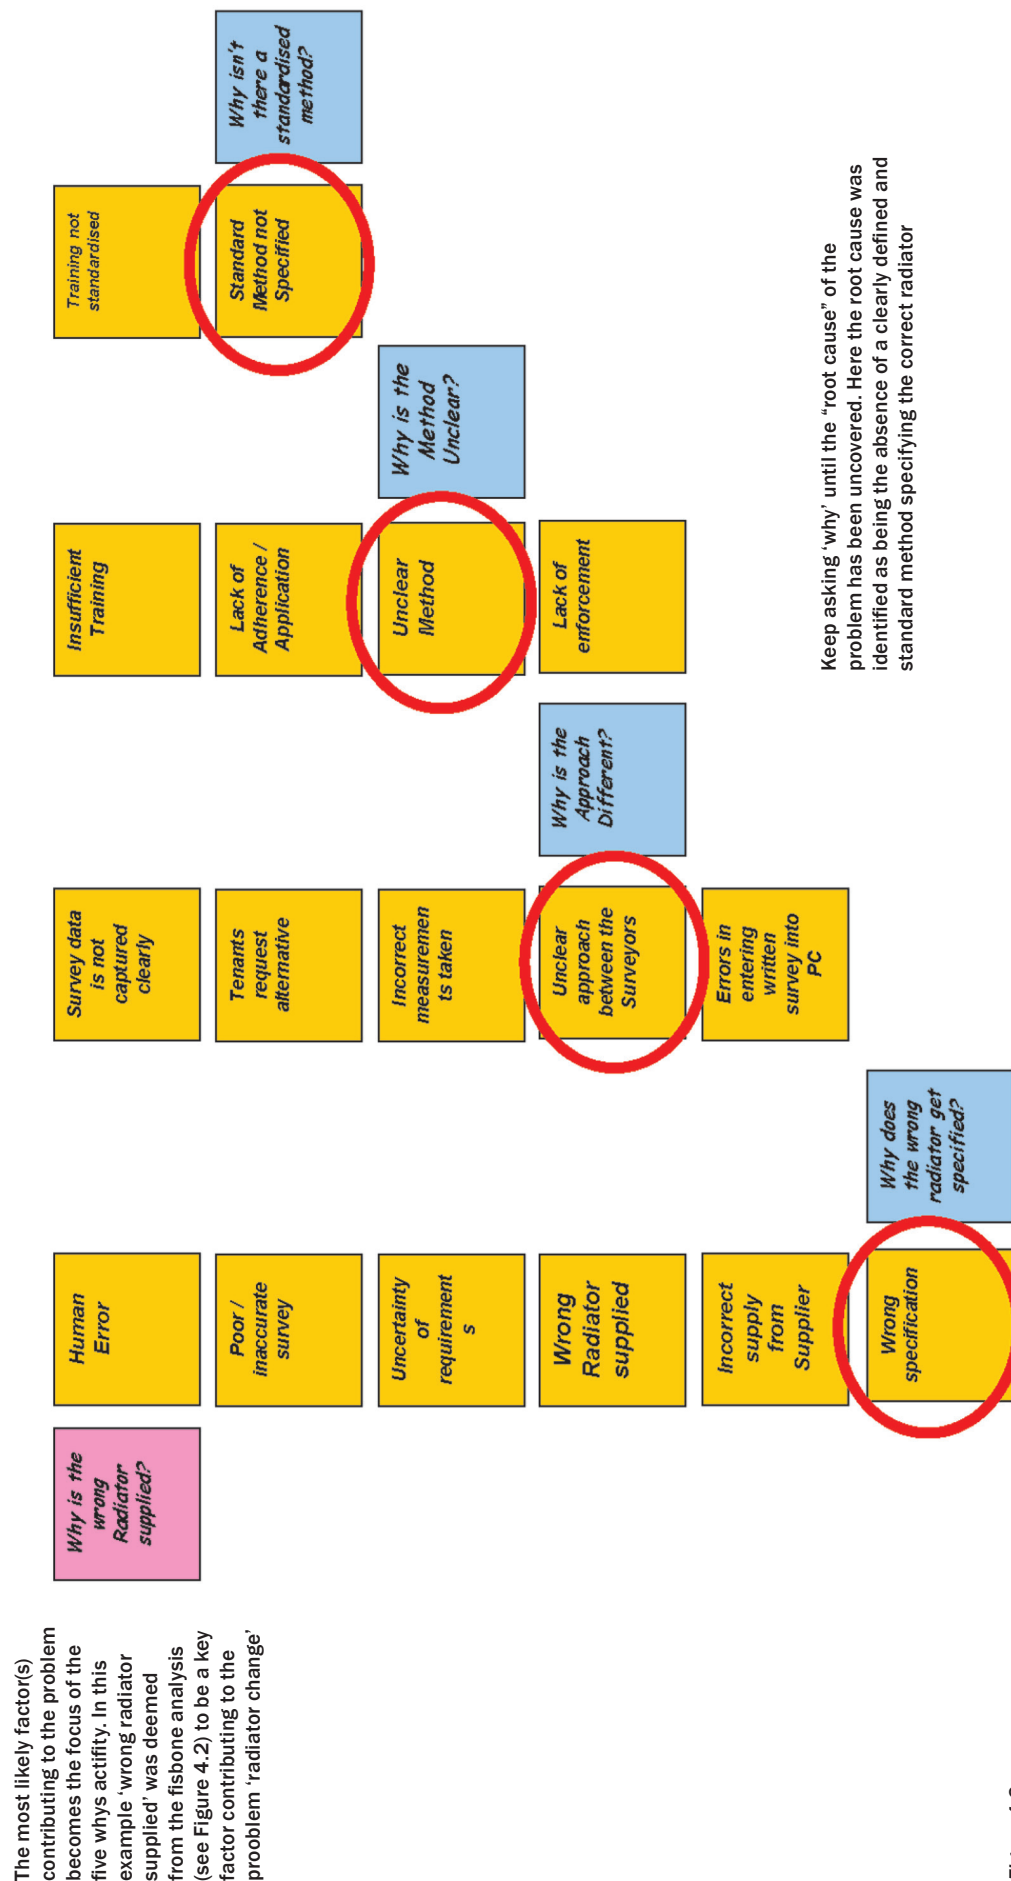 The most likely factor(s)
contributing to the problem
becomes the focus of the
five whys actifity. In this
example ‘wrong radiator
supplied’ was deemed
from the fisbone analysis
(see Figure 4.2) to be a key
factor contributing to the
prooblem ‘radiator change’
Why is the
wrong
Radiator
supplied?
Human
Error
Poor /
inaccurate
survey
Uncertainty
of
requirement
s
Wrong
Radiator
supplied
Incorrect
supply
from
Supplier
Wrong
specification
Why does
the wrong
radiator get
specified?
Survey data
is not
captured
clearly
Tenants
request
alternative
Incorrect
measuremen
ts taken
Unclear
approach
between the
Surveyors
Errors in
entering
written
survey into
PC
Why is the
Approach
Different?
Insufficient
Training
Lack of
Adherence /
Application
Unclear
Method
Lack of
enforcement
Why is the
Method
Unclear?
Training not
standardised
Standard
Method not
Specified
Why isn't
there a
standardised
method?
Keep asking ‘why’ until the “root cause” of the
problem has been uncovered. Here the root cause was
identified as being the absence of a clearly defined and
standard method specifying the correct radiator